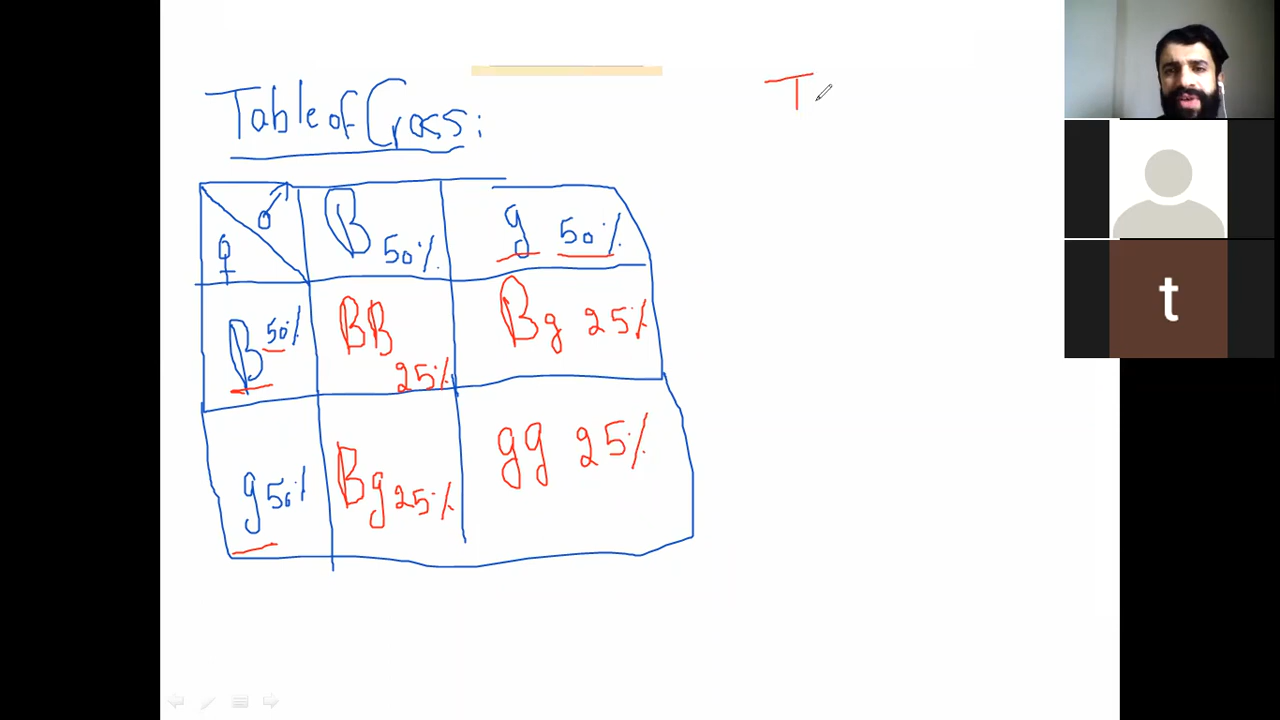 Table of Cross:
T
♀ ♂ B 50% g 50%
B 50% BB 25% Bg 25%
g 50% Bg 25% gg 25%
t